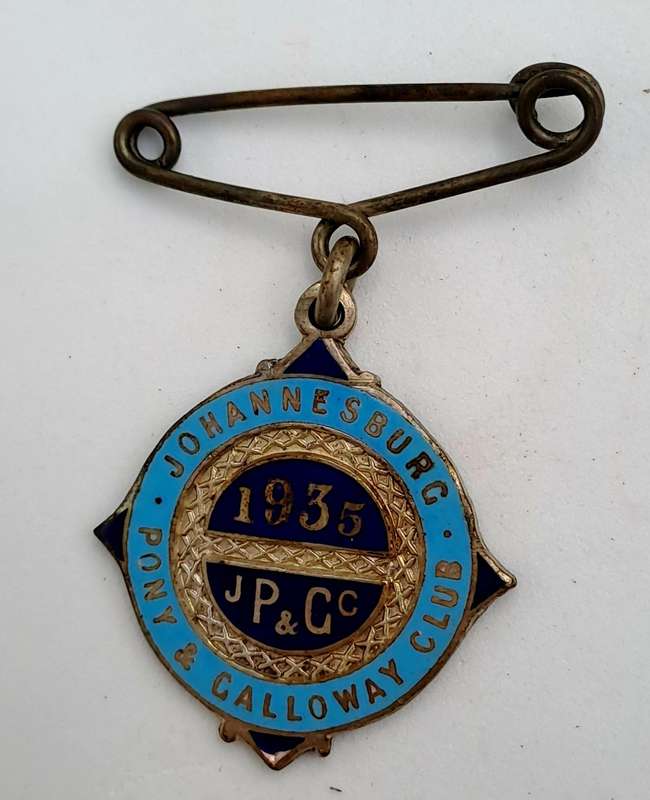 JOHANNESBURG
PONY & GALLOWAY CLUB
1935
JP&GC